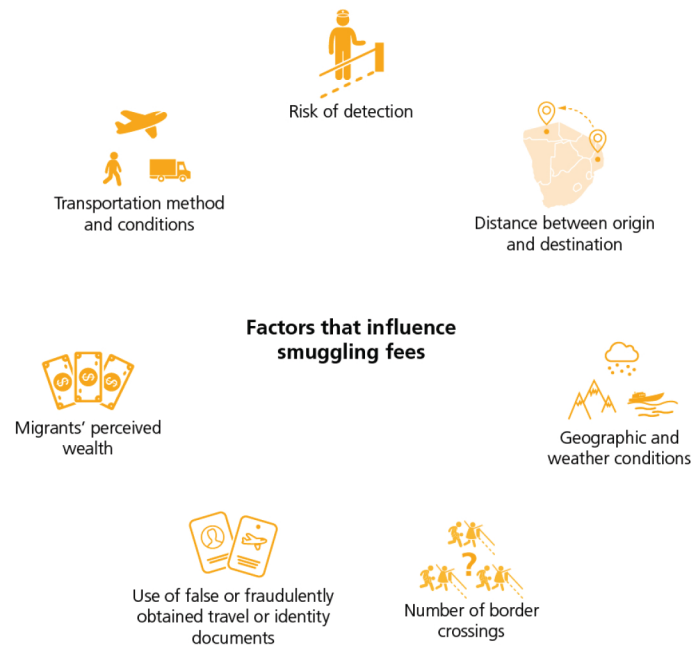 Risk of detection
Transportation method
and conditions
Distance between origin
and destination
Factors that influence
smuggling fees
$ $ $
Migrants’ perceived
wealth
Geographic and
weather conditions
?
Use of false or fraudulently
obtained travel or identity
documents
Number of border
crossings